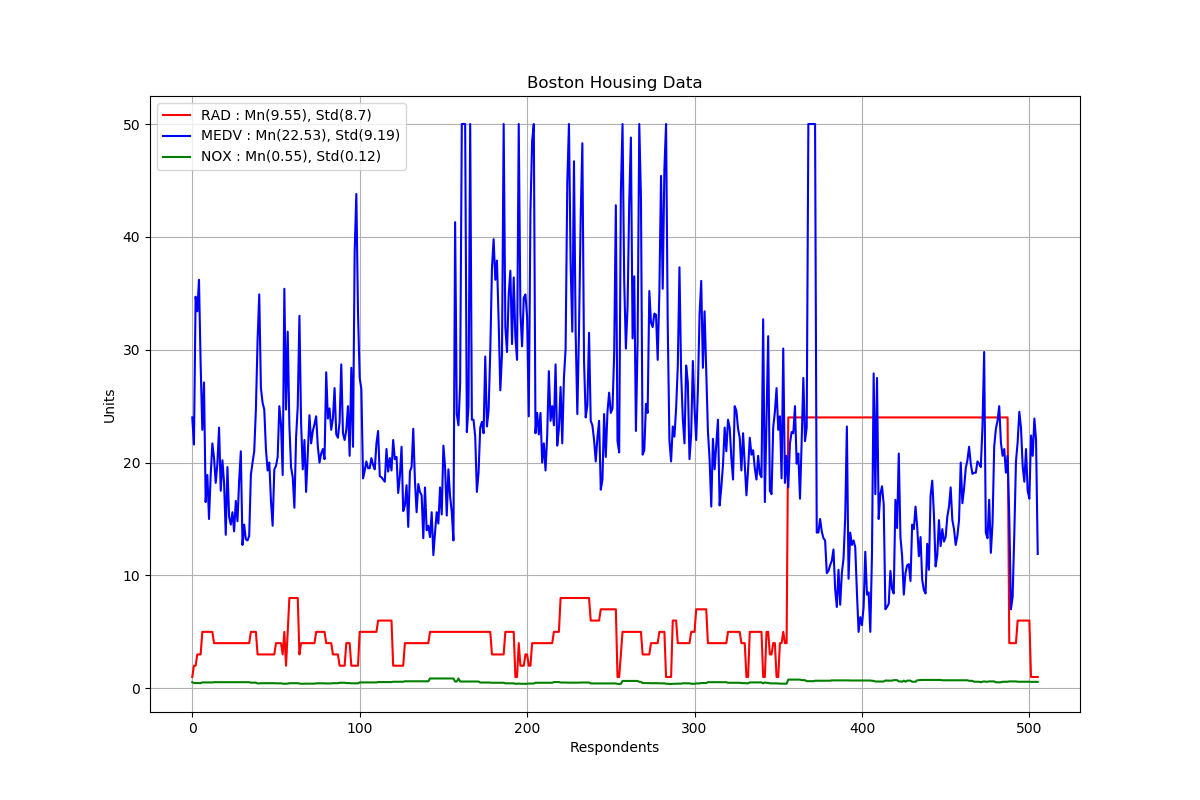 Boston Housing Data
RAD : Mn(9.55), Std(8.7)
MEDV : Mn(22.53), Std(9.19)
NOX : Mn(0.55), Std(0.12)
Units
50
40
30
20
10
0
0 100 200 300 400 500
Respondents